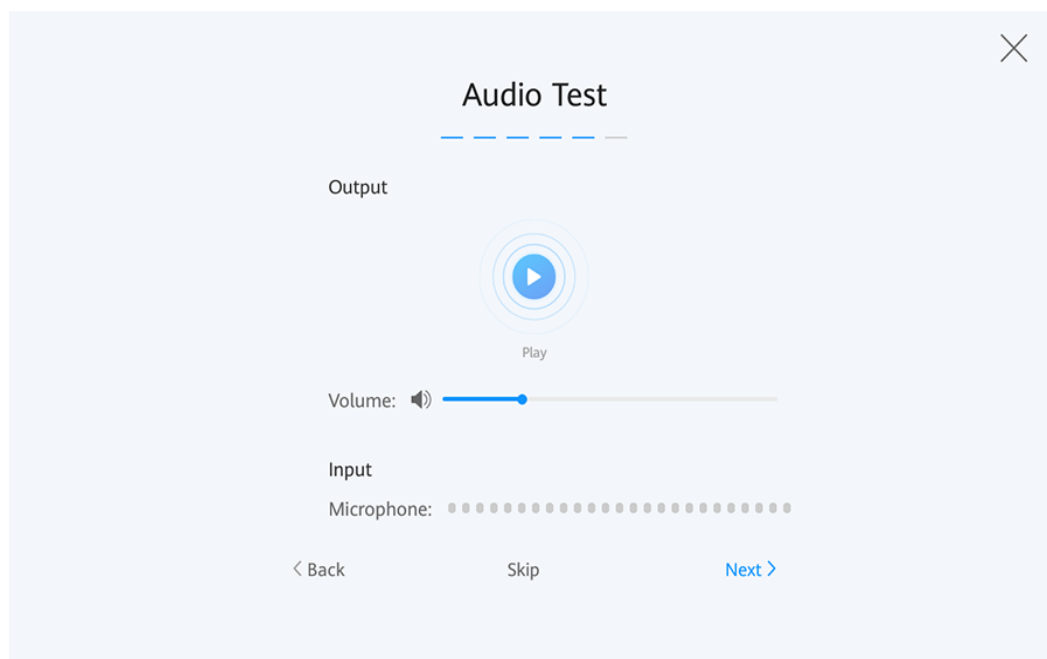 Audio Test
Output
Play
Volume:
Input
Microphone:
Back Skip Next